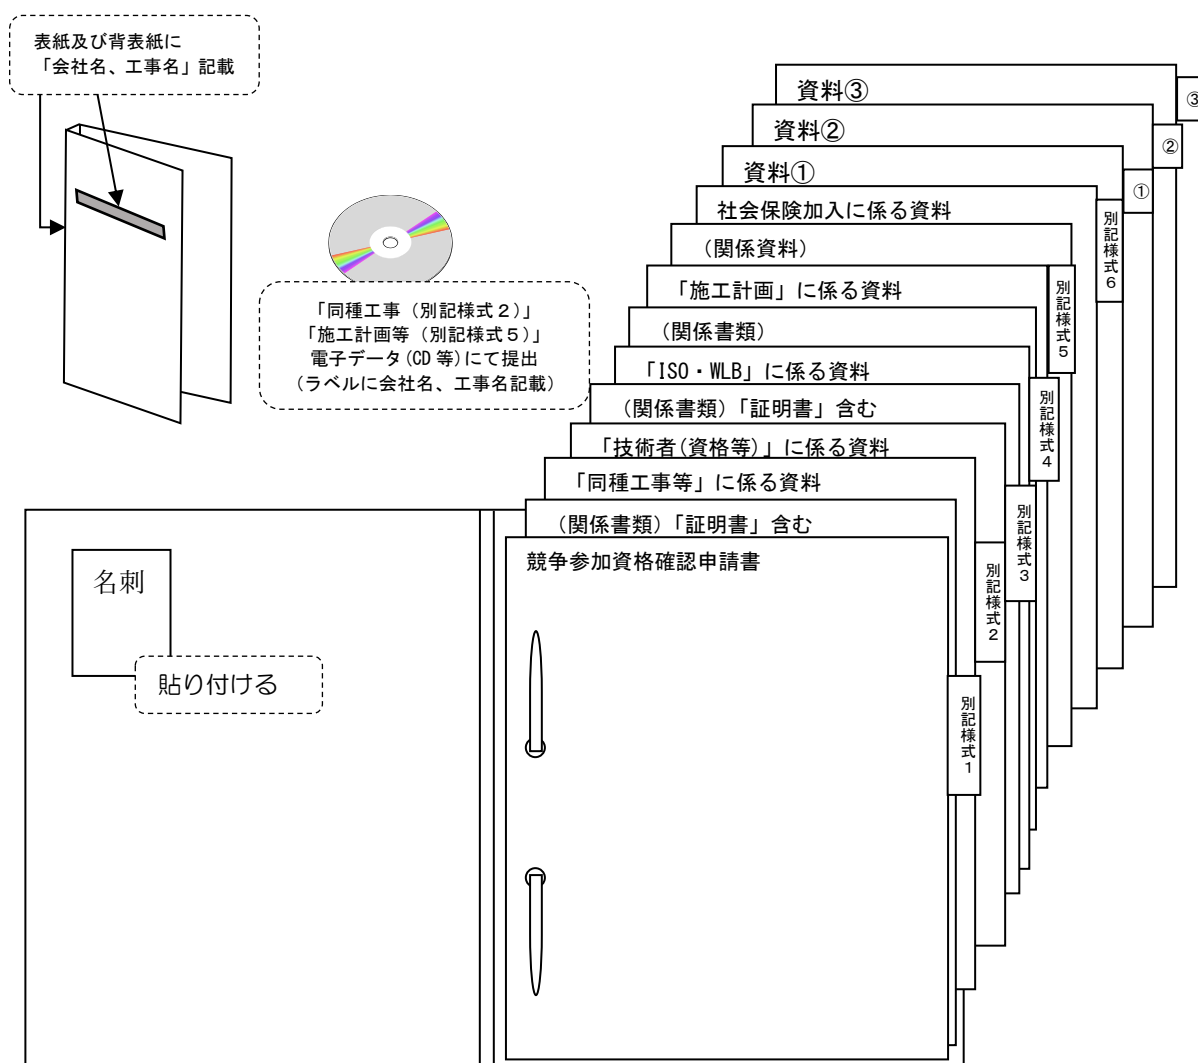 表紙及び背表紙に
「会社名、工事名」記載
「同種工事（別記様式２）」
「施工計画等（別記様式５）」
電子データ(CD 等)にて提出
（ラベルに会社名、工事名記載）
資料③
③
資料②
②
資料①
①
社会保険加入に係る資料
別記様式６
（関係資料）
「施工計画」に係る資料
別記様式５
（関係書類）
「ISO・WLB」に係る資料
別記様式４
（関係書類）「証明書」含む
「技術者(資格等)」に係る資料
別記様式３
「同種工事等」に係る資料
別記様式２
（関係書類）「証明書」含む
競争参加資格確認申請書
別記様式１
名刺
貼り付ける